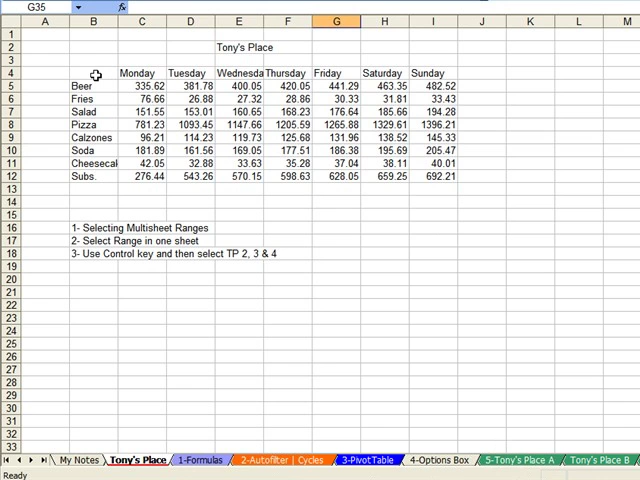 G35 fx
A B C D E F G H I J K L M
1
2 Tony's Place
3
4 Monday Tuesday Wednesda Thursday Friday Saturday Sunday
5 Beer 335.62 381.78 400.05 420.05 441.29 463.35 482.52
6 Fries 76.66 26.88 27.32 28.86 30.33 31.81 33.43
7 Salad 151.55 153.01 160.65 168.23 176.64 185.66 194.28
8 Pizza 781.23 1093.45 1147.66 1205.59 1265.88 1329.61 1396.21
9 Calzones 96.21 114.23 119.73 125.68 131.96 138.52 145.33
10 Soda 181.89 161.56 169.05 177.51 186.38 195.69 205.47
11 Cheesecak 42.05 32.88 33.63 35.28 37.04 38.11 40.01
12 Subs. 276.44 543.26 570.15 598.63 628.05 659.25 692.21
13
14
15
16 1- Selecting Multisheet Ranges
17 2- Select Range in one sheet
18 3- Use Control key and then select TP 2, 3 & 4
19
20
21
22
23
24
25
26
27
28
29
30
31
32
33
My Notes Tony's Place 1-Formulas 2-Autofilter | Cycles 3-PivotTable 4-Options Box 5-Tony's Place A Tony's Place B
Ready